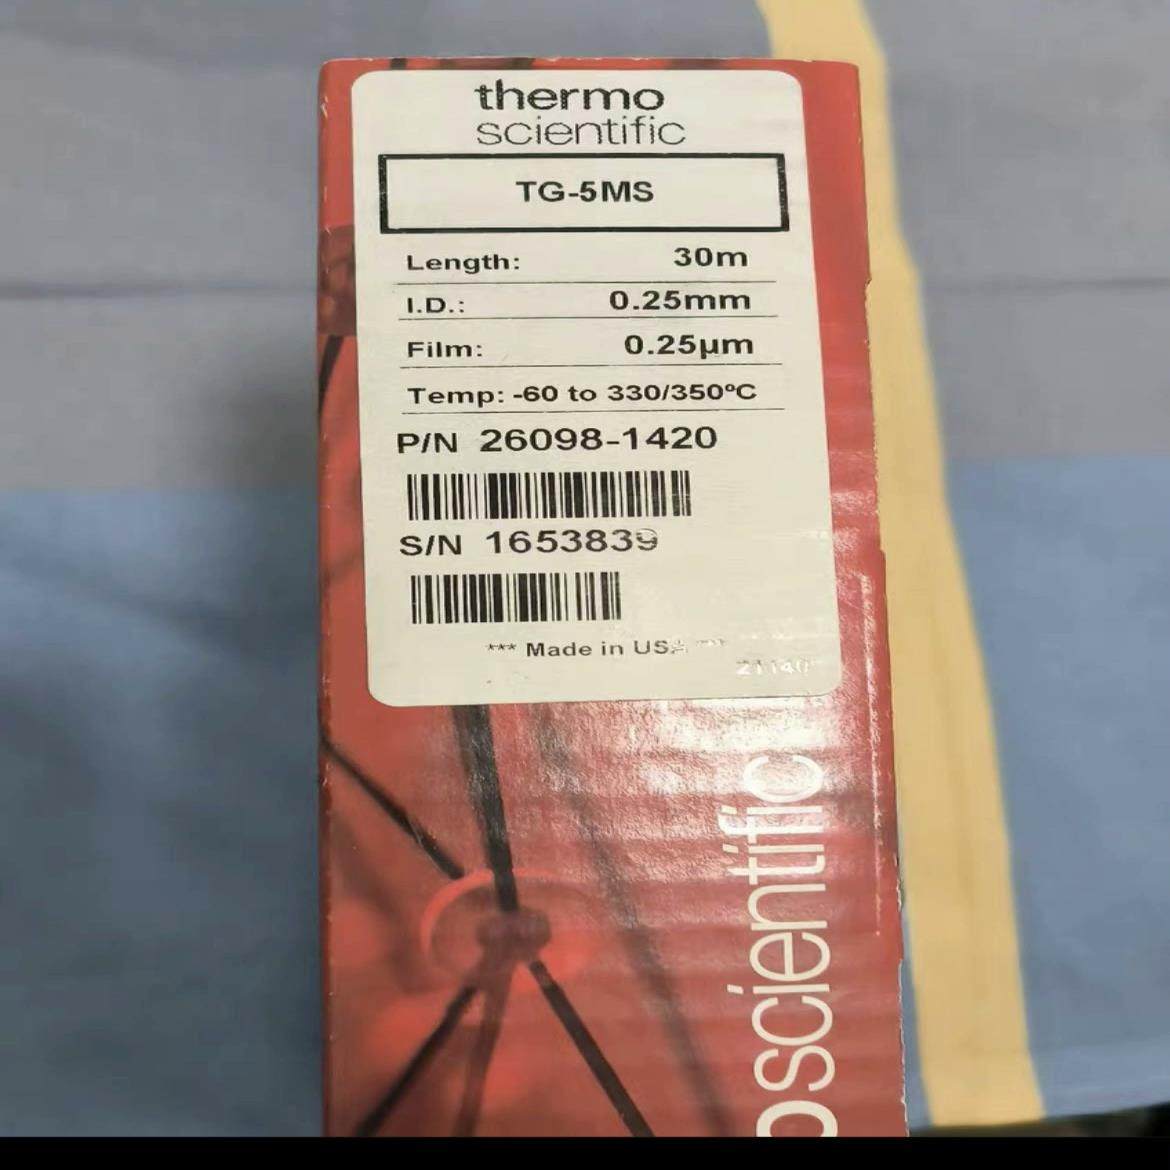 thermo
scientific
TG-5MS
Length: 30m
I.D.: 0.25mm
Film: 0.25µm
Temp: -60 to 330/350ºC
P/N 26098-1420
S/N 1653839
*** Made in USA ***
21140
oscientific